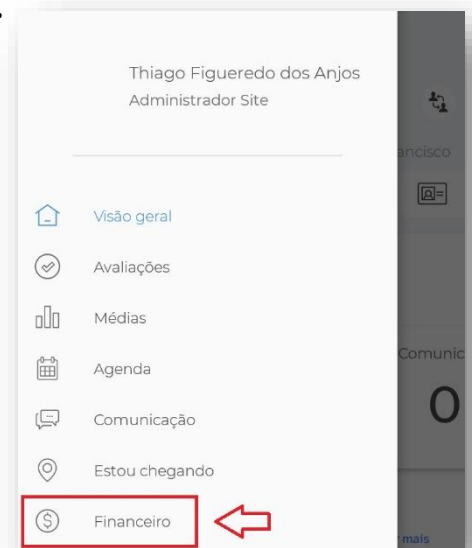 Thiago Figueredo dos Anjos
Administrador Site
ancisco
Visão geral
Avaliações
Médias
Comunic
Agenda
0
Comunicação
Estou chegando
Financeiro
mais